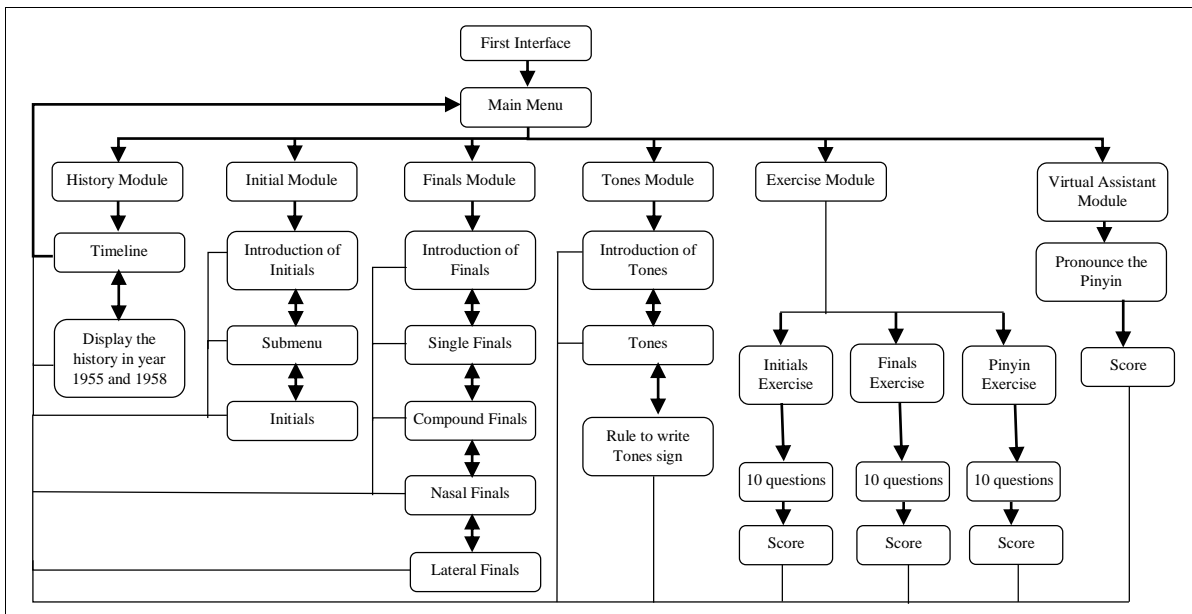 First Interface
Main Menu
History Module
Initial Module
Finals Module
Tones Module
Exercise Module
Virtual Assistant
Module
Timeline
Introduction of
Initials
Introduction of
Finals
Introduction of
Tones
Pronounce the
Pinyin
Display the
history in year
1955 and 1958
Submenu
Single Finals
Tones
Initials
Exercise
Finals
Exercise
Pinyin
Exercise
Score
Initials
Compound Finals
Rule to write
Tones sign
Nasal Finals
10 questions
10 questions
10 questions
Lateral Finals
Score
Score
Score